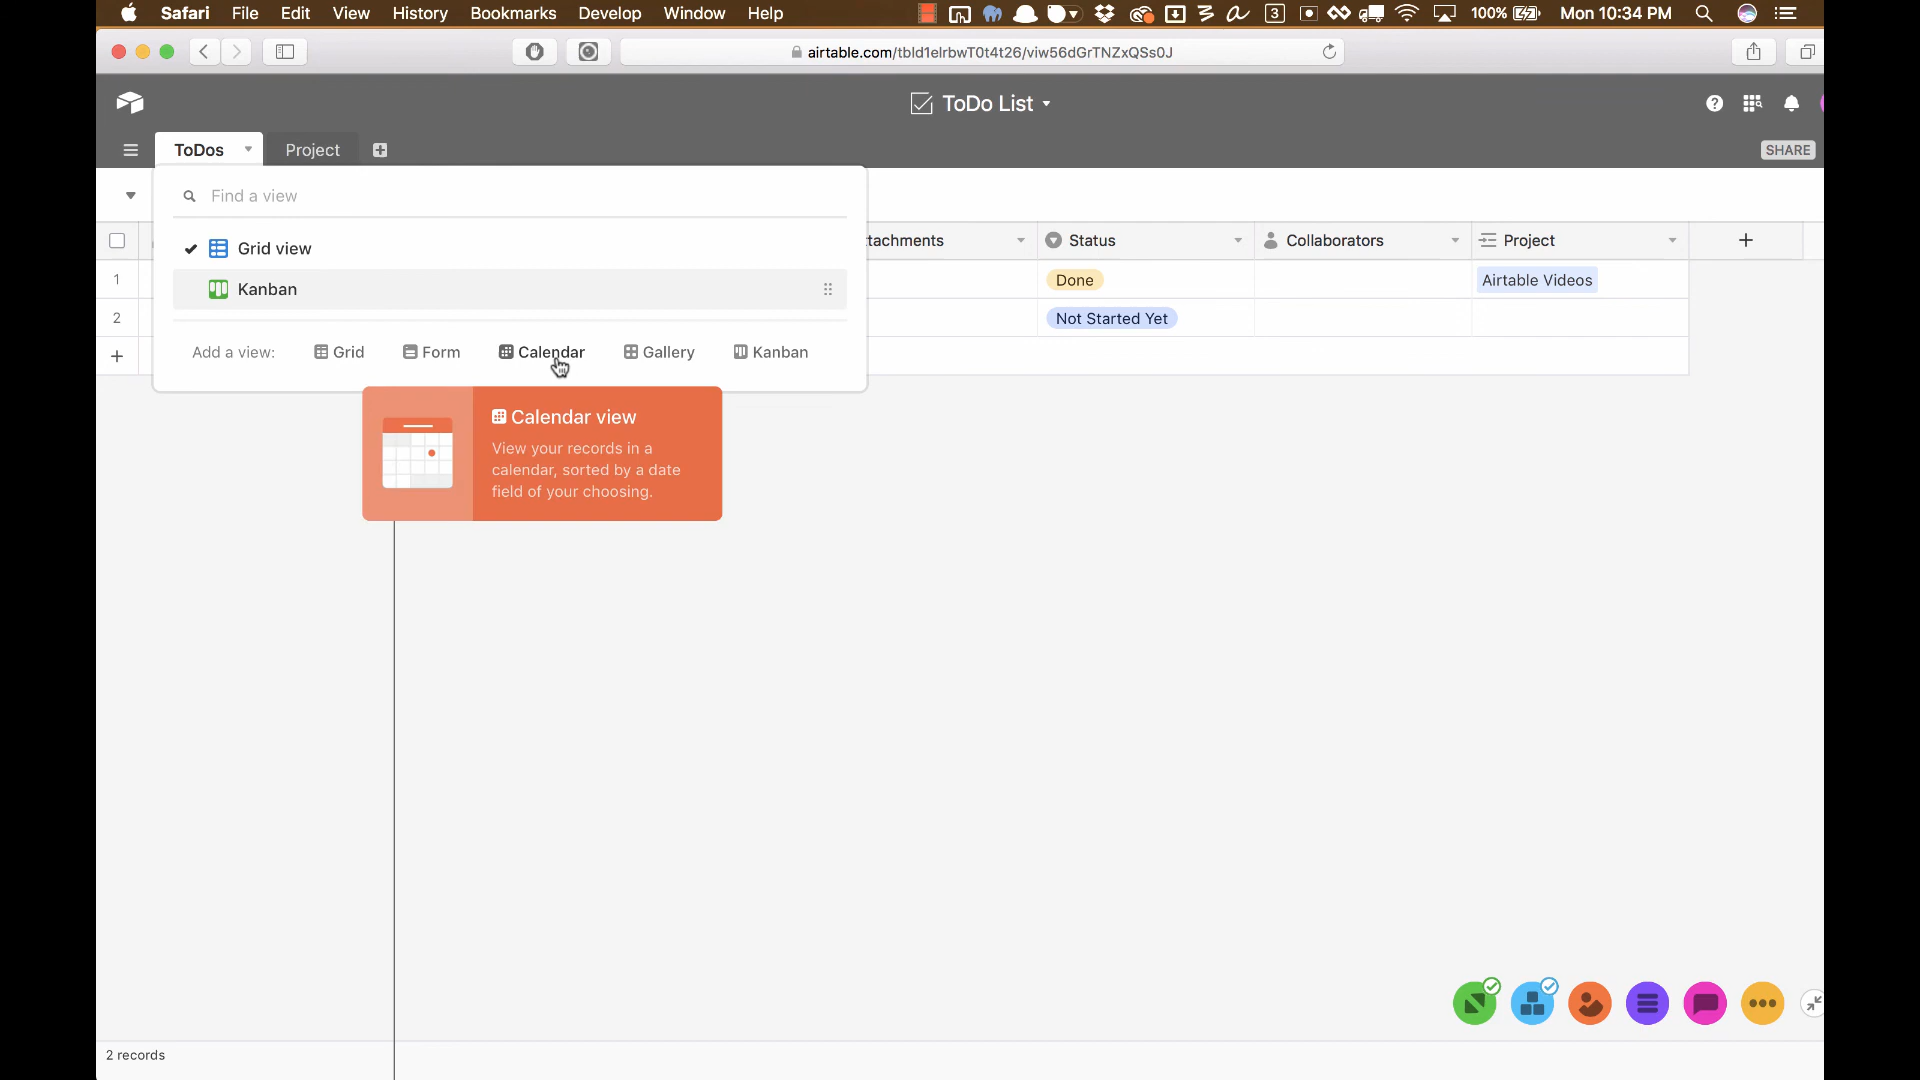 Safari File Edit View History Bookmarks Develop Window Help
3 100% Mon 10:34 PM
airtable.com/tbld1elrbwT0t4t26/viw56dGrTNZxQSs0J
ToDo List
ToDos Project
SHARE
Find a view
tachments Status Collaborators Project
Grid view
1 Done Airtable Videos
Kanban
2 Not Started Yet
Add a view: Grid Form Calendar Gallery Kanban
Calendar view
View your records in a
calendar, sorted by a date
field of your choosing.
2 records